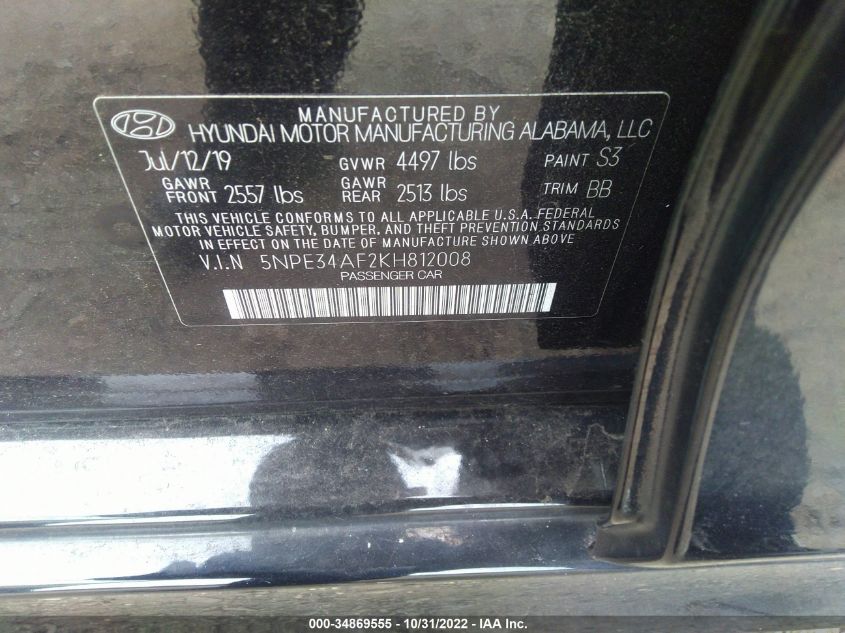 MANUFACTURED BY
HYUNDAI MOTOR MANUFACTURING ALABAMA, LLC
Jul/12/19 GVWR 4497 lbs PAINT S3
GAWR FRONT 2557 lbs GAWR REAR 2513 lbs TRIM BB
THIS VEHICLE CONFORMS TO ALL APPLICABLE U.S.A. FEDERAL
MOTOR VEHICLE SAFETY, BUMPER, AND THEFT PREVENTION STANDARDS
IN EFFECT ON THE DATE OF MANUFACTURE SHOWN ABOVE
V.I.N 5NPE34AF2KH812008
PASSENGER CAR
000-34869555 - 10/31/2022 - IAA Inc.